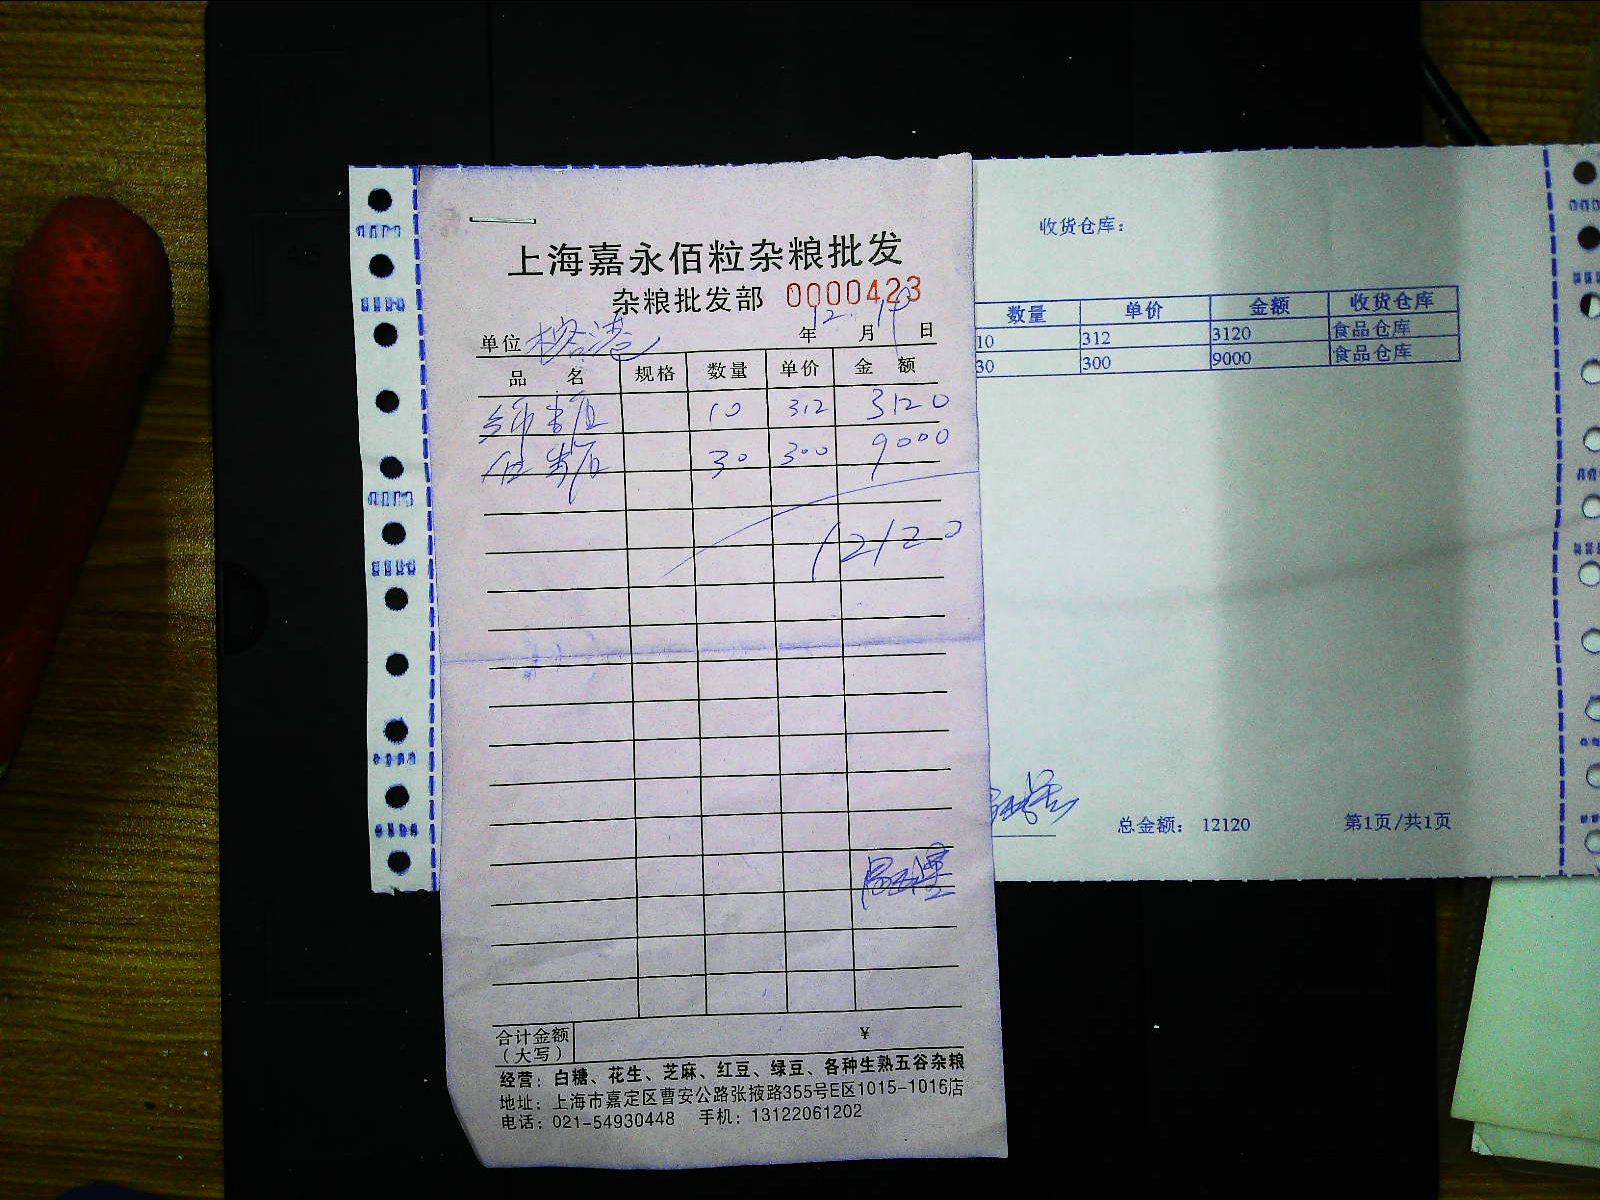 上海嘉永佰粒杂粮批发
杂粮批发部 0000423
单位 年12月19日
品 名 规格 数量 单价 金 额
10 312 3120
糖 30 300 9000
12120
合计金额
(大写) ¥
经营：白糖、花生、芝麻、红豆、绿豆、各种生熟五谷杂粮
地址：上海市嘉定区曹安公路张掖路355号E区1015-1016店
电话：021-54930448 手机：13122061202
收货仓库：
数量 单价 金额 收货仓库
10 312 3120 食品仓库
30 300 9000 食品仓库
总金额： 12120 第1页/共1页